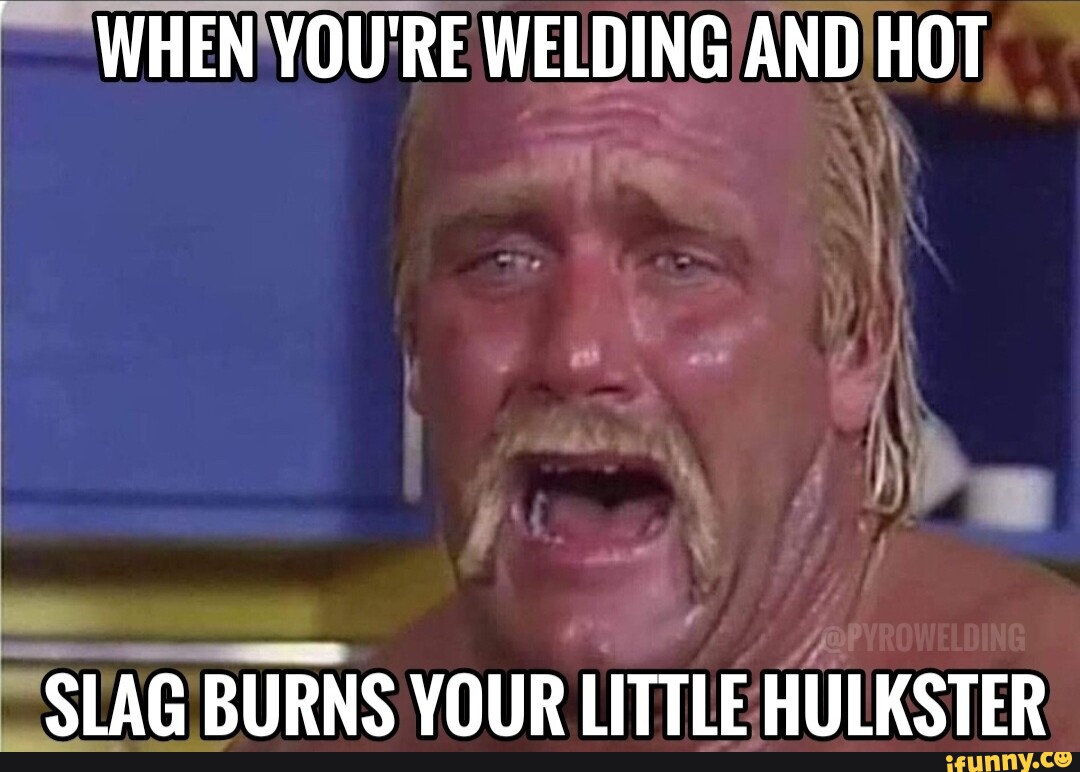 WHEN YOU'RE WELDING AND HOT
@PYROWELDING
SLAG BURNS YOUR LITTLE HULKSTER
ifunny.co